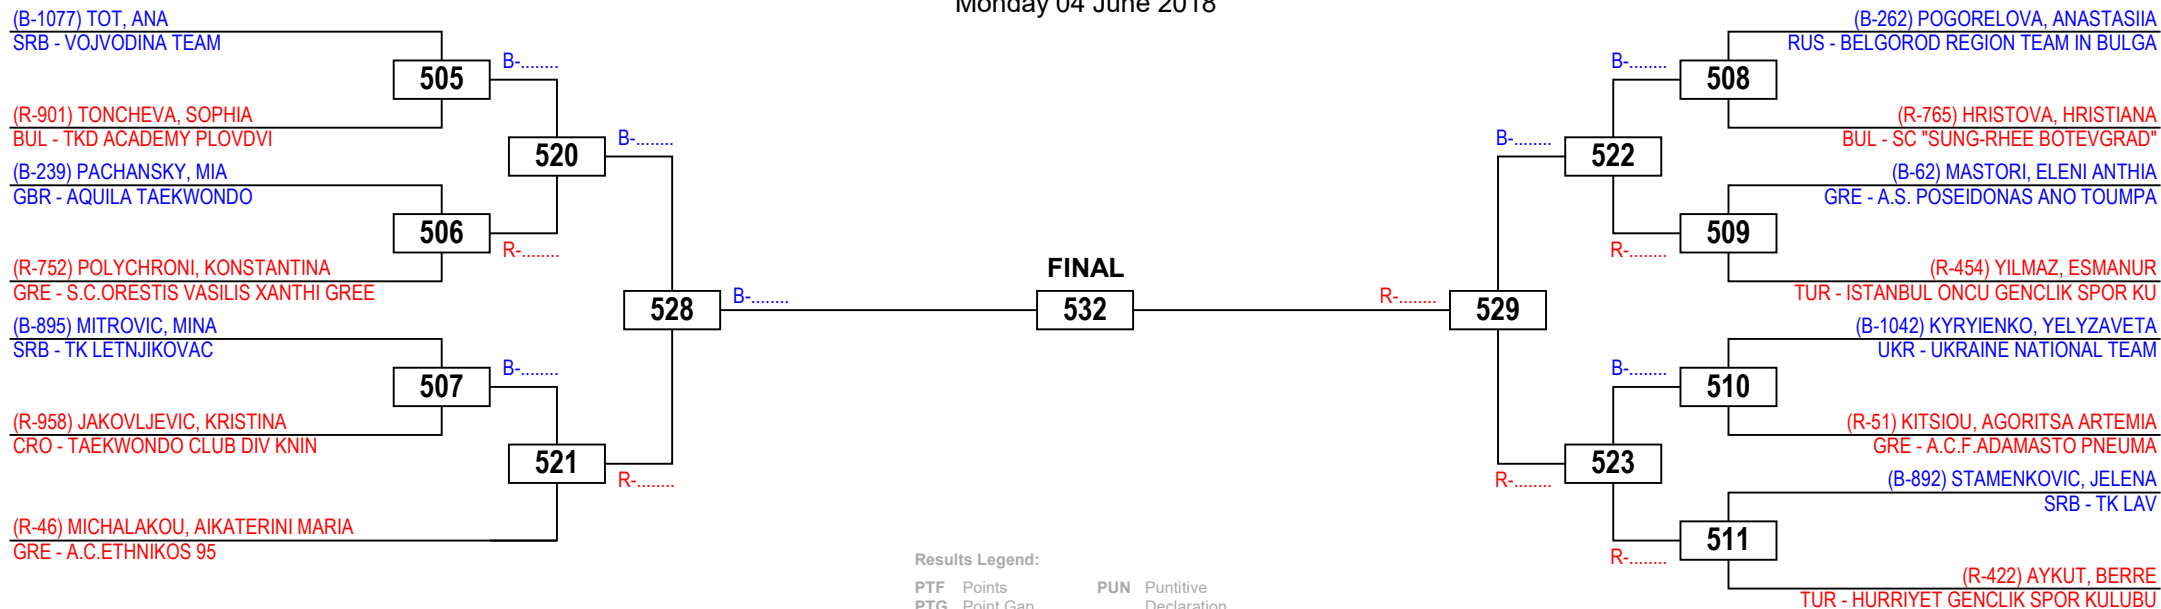 Monday 04 June 2018
(B-1077) TOT, ANA
SRB - VOJVODINA TEAM
505
B-........
(R-901) TONCHEVA, SOPHIA
BUL - TKD ACADEMY PLOVDVI
520
B-........
(B-239) PACHANSKY, MIA
GBR - AQUILA TAEKWONDO
506
R-........
(R-752) POLYCHRONI, KONSTANTINA
GRE - S.C.ORESTIS VASILIS XANTHI GREE
528
B-........
(B-895) MITROVIC, MINA
SRB - TK LETNJIKOVAC
507
B-........
(R-958) JAKOVLJEVIC, KRISTINA
CRO - TAEKWONDO CLUB DIV KNIN
521
R-........
(R-46) MICHALAKOU, AIKATERINI MARIA
GRE - A.C.ETHNIKOS 95
FINAL
532
(B-262) POGORELOVA, ANASTASIIA
RUS - BELGOROD REGION TEAM IN BULGA
B-........
508
(R-765) HRISTOVA, HRISTIANA
BUL - SC "SUNG-RHEE BOTEVGRAD"
B-........
522
(B-62) MASTORI, ELENI ANTHIA
GRE - A.S. POSEIDONAS ANO TOUMPA
R-........
509
(R-454) YILMAZ, ESMANUR
TUR - ISTANBUL ONCU GENCLIK SPOR KU
R-........
529
(B-1042) KYRYIENKO, YELYZAVETA
UKR - UKRAINE NATIONAL TEAM
B-........
510
(R-51) KITSIOU, AGORITSA ARTEMIA
GRE - A.C.F.ADAMASTO PNEUMA
R-........
523
(B-892) STAMENKOVIC, JELENA
SRB - TK LAV
R-........
511
(R-422) AYKUT, BERRE
TUR - HURRIYET GENCLIK SPOR KULUBU
Results Legend:
PTF Points PUN Puntitive
PTG Point Gap Declaration